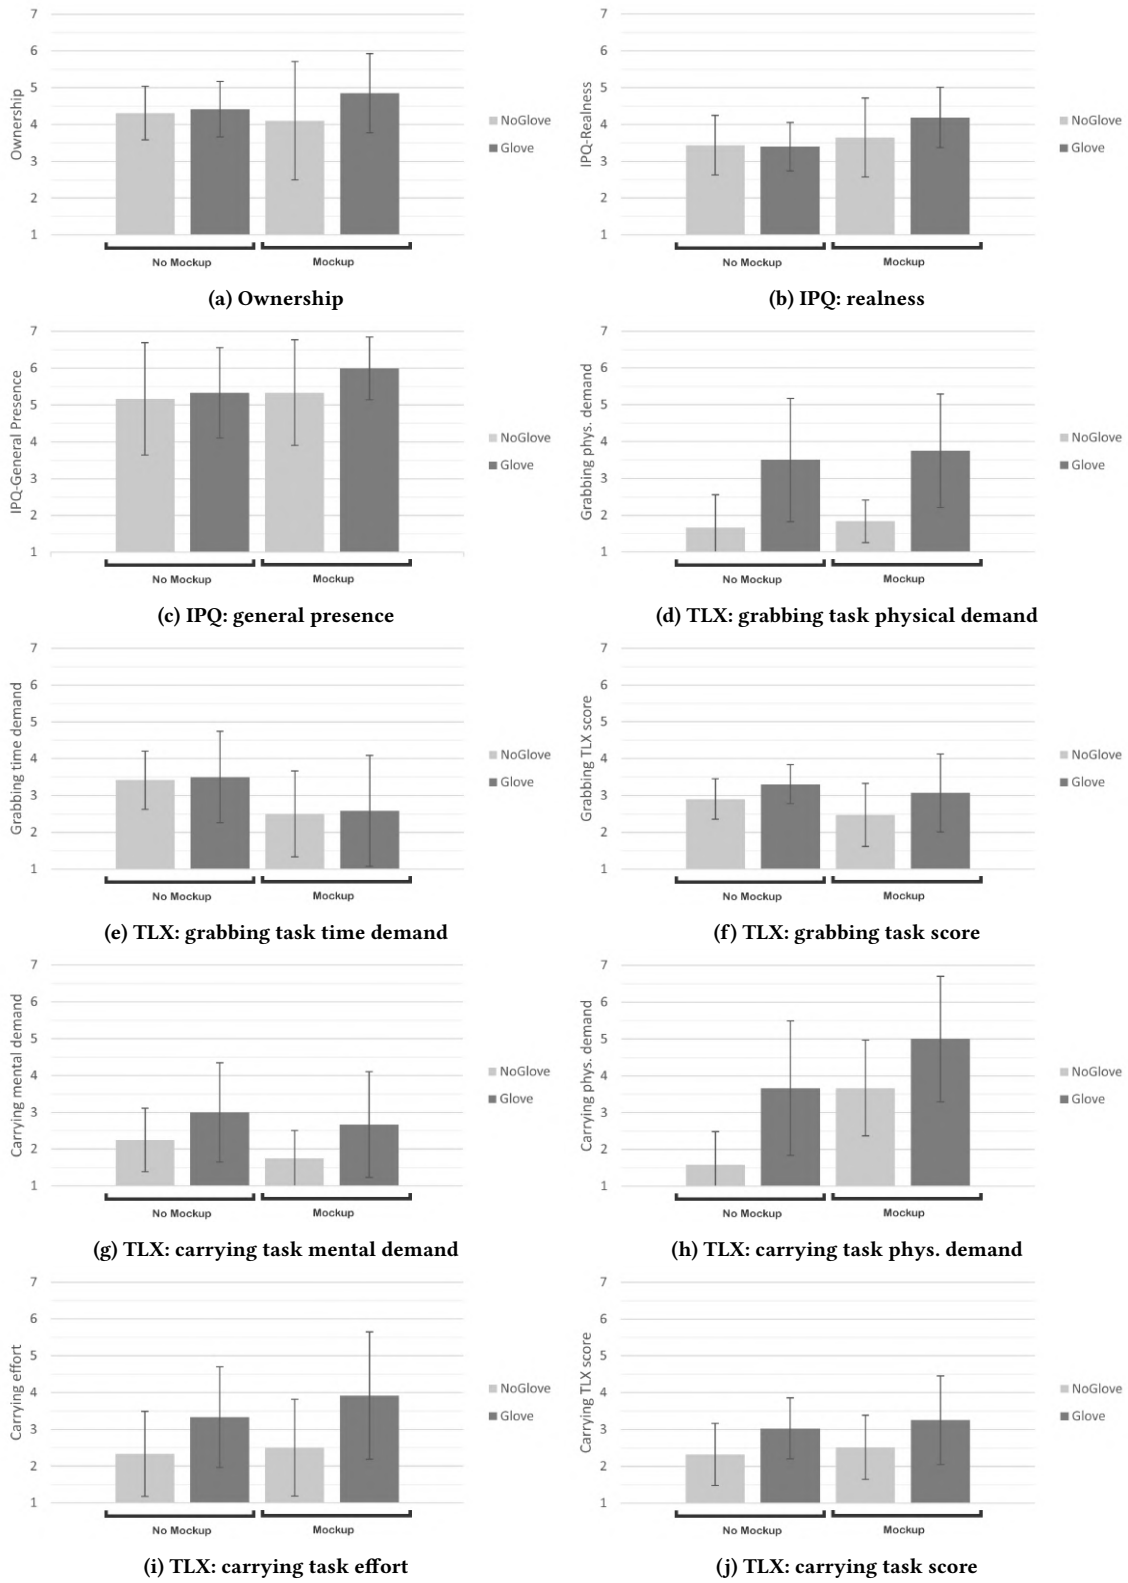 7
6
5
4
3
2
1
Ownership
NoGlove
Glove
No Mockup
Mockup
(a) Ownership
7
6
5
4
3
2
1
IPQ-Realness
NoGlove
Glove
No Mockup
Mockup
(b) IPQ: realness
7
6
5
4
3
2
1
IPQ-General Presence
NoGlove
Glove
No Mockup
Mockup
(c) IPQ: general presence
7
6
5
4
3
2
1
Grabbing phys. demand
NoGlove
Glove
No Mockup
Mockup
(d) TLX: grabbing task physical demand
7
6
5
4
3
2
1
Grabbing time demand
NoGlove
Glove
No Mockup
Mockup
(e) TLX: grabbing task time demand
7
6
5
4
3
2
1
Grabbing TLX score
NoGlove
Glove
No Mockup
Mockup
(f) TLX: grabbing task score
7
6
5
4
3
2
1
Carrying mental demand
NoGlove
Glove
No Mockup
Mockup
(g) TLX: carrying task mental demand
7
6
5
4
3
2
1
Carrying phys. demand
NoGlove
Glove
No Mockup
Mockup
(h) TLX: carrying task phys. demand
7
6
5
4
3
2
1
Carrying effort
NoGlove
Glove
No Mockup
Mockup
(i) TLX: carrying task effort
7
6
5
4
3
2
1
Carrying TLX score
NoGlove
Glove
No Mockup
Mockup
(j) TLX: carrying task score